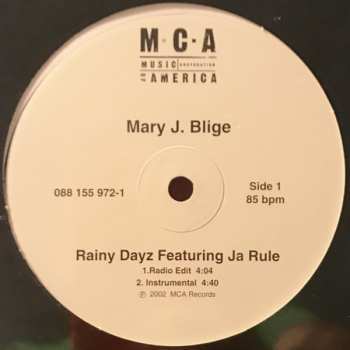 M·C·A
MUSIC CORPORATION
OF AMERICA
Mary J. Blige
088 155 972-1
Side 1
85 bpm
Rainy Dayz Featuring Ja Rule
1.Radio Edit 4:04
2. Instrumental 4:40
℗ 2002 MCA Records